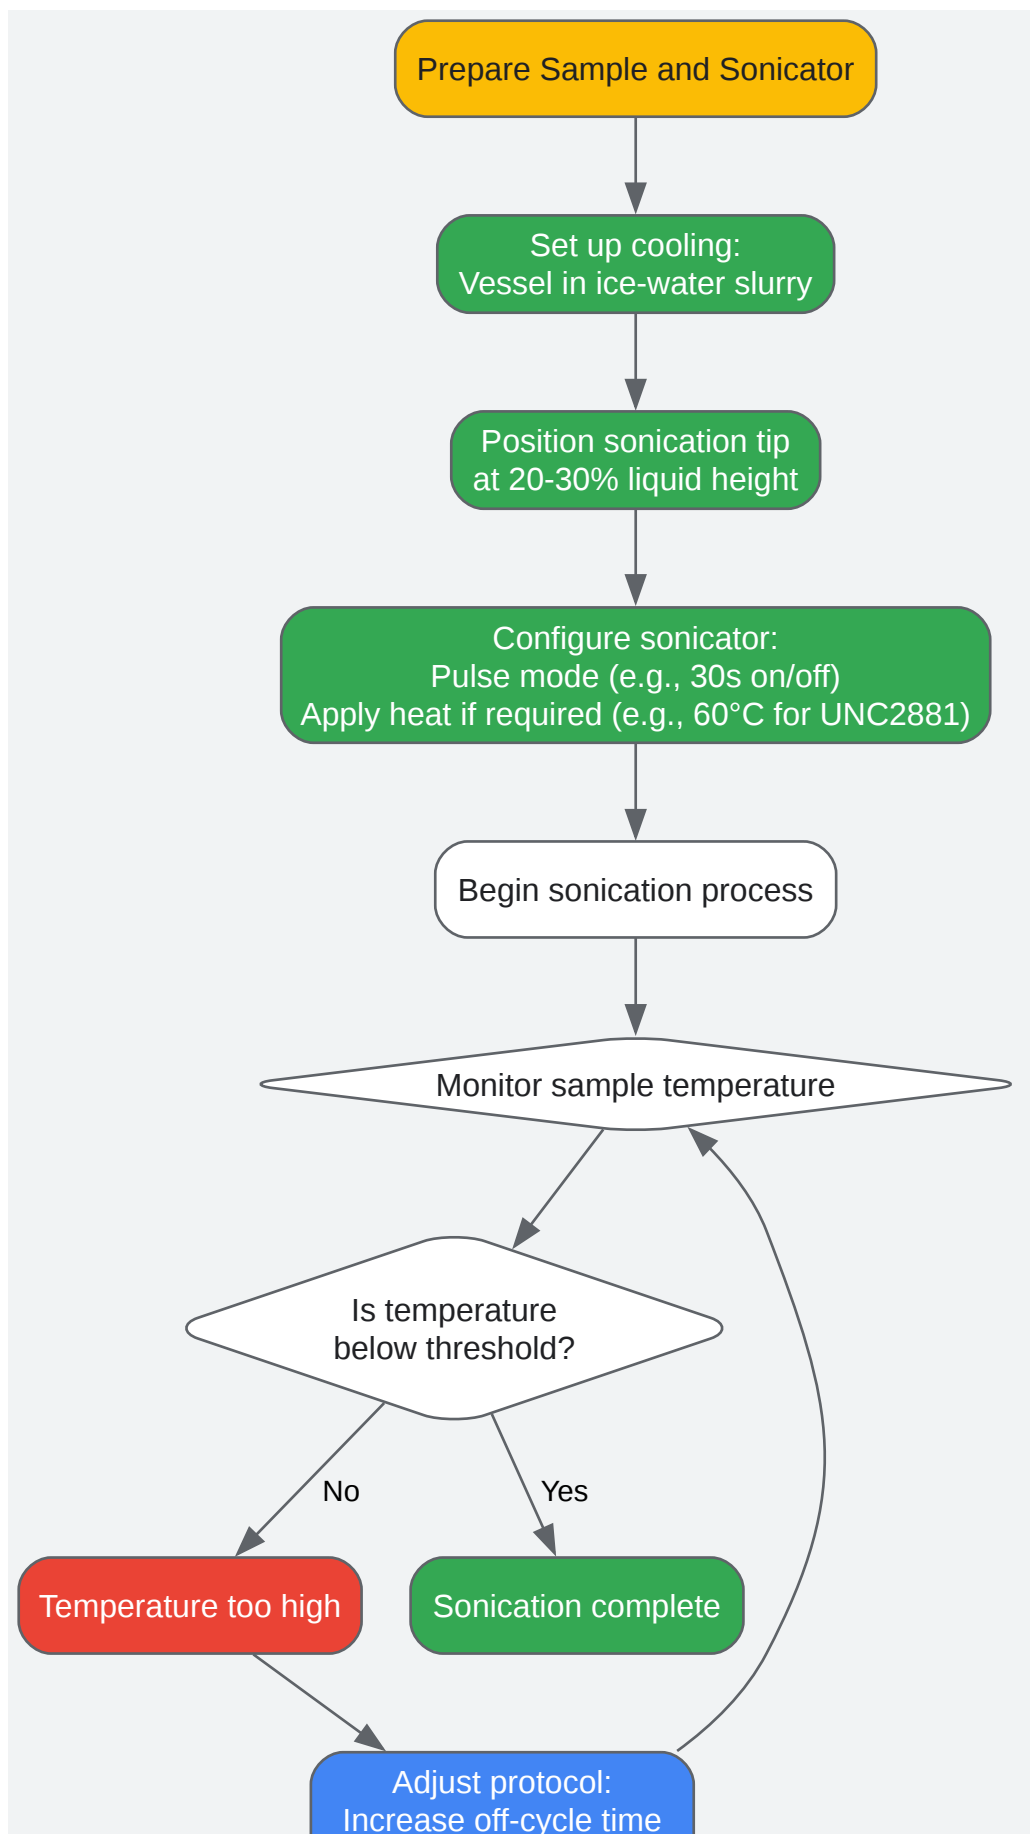 Prepare Sample and Sonicator
Set up cooling:
Vessel in ice-water slurry
Position sonication tip
at 20-30% liquid height
Configure sonicator:
Pulse mode (e.g., 30s on/off)
Apply heat if required (e.g., 60°C for UNC2881)
Begin sonication process
Monitor sample temperature
Is temperature
below threshold?
No
Yes
Temperature too high
Sonication complete
Adjust protocol:
Increase off-cycle time